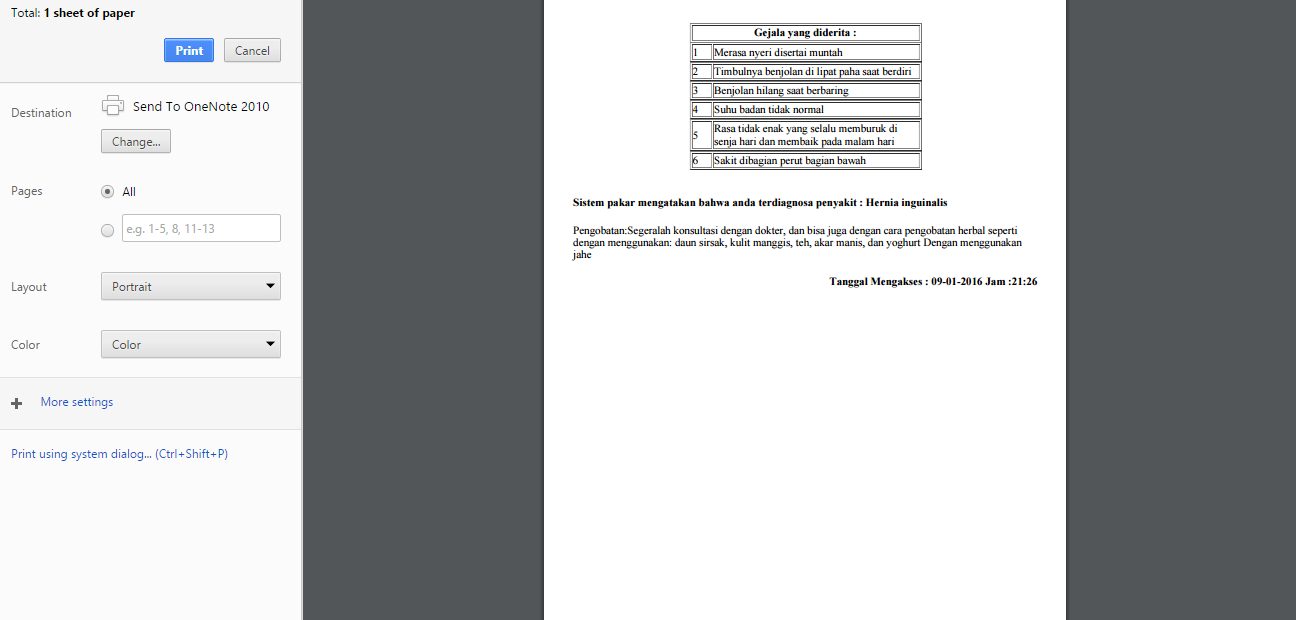 Total: 1 sheet of paper
Print
Cancel
Destination
Send To OneNote 2010
Change...
Pages
All
e.g. 1-5, 8, 11-13
Layout
Portrait
Color
Color
More settings
Print using system dialog... (Ctrl+Shift+P)
Gejala yang diderita :
1 Merasa nyeri disertai muntah
2 Timbulnya benjolan di lipat paha saat berdiri
3 Benjolan hilang saat berbaring
4 Suhu badan tidak normal
5 Rasa tidak enak yang selalu memburuk di
senja hari dan membaik pada malam hari
6 Sakit dibagian perut bagian bawah
Sistem pakar mengatakan bahwa anda terdiagnosa penyakit : Hernia inguinalis
Pengobatan:Segeralah konsultasi dengan dokter, dan bisa juga dengan cara pengobatan herbal seperti
dengan menggunakan: daun sirsak, kulit manggis, teh, akar manis, dan yoghurt Dengan menggunakan
jahe
Tanggal Mengakses : 09-01-2016 Jam :21:26